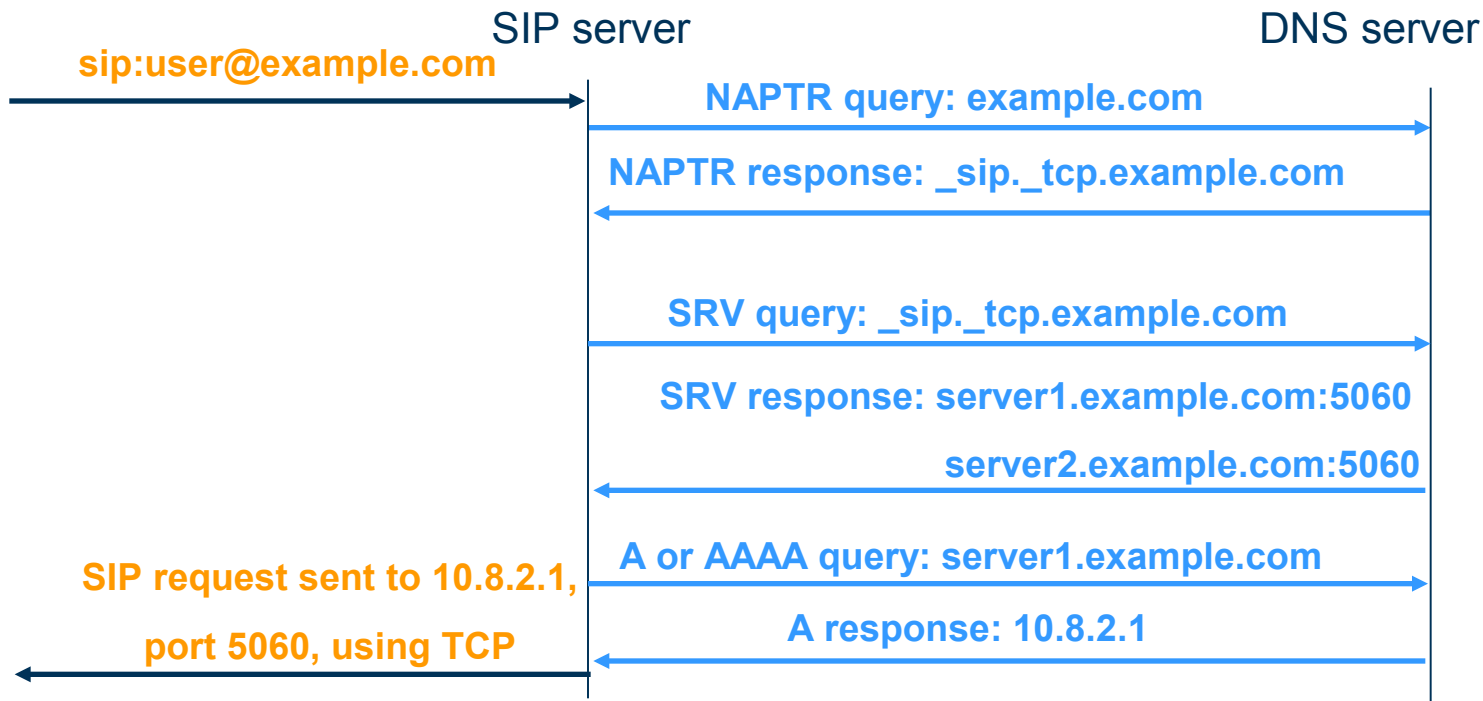 SIP server
DNS server
sip:user@example.com
NAPTR query: example.com
NAPTR response: _sip._tcp.example.com
SRV query: _sip._tcp.example.com
SRV response: server1.example.com:5060
server2.example.com:5060
A or AAAA query: server1.example.com
A response: 10.8.2.1
SIP request sent to 10.8.2.1,
port 5060, using TCP